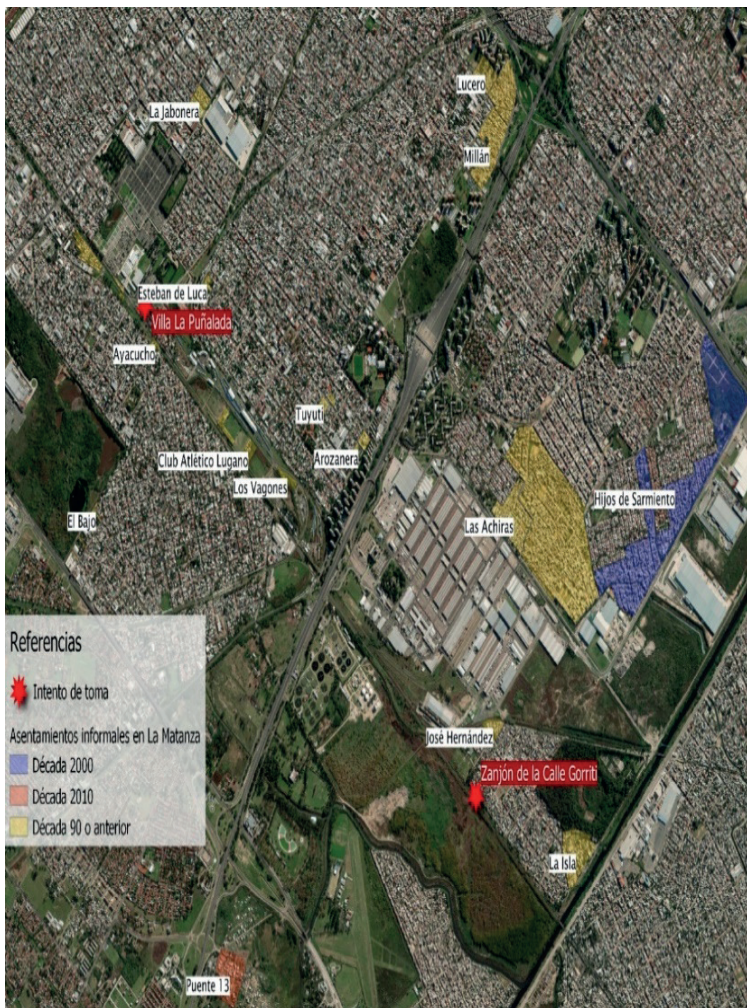 Lucero
La Jabonera
Millán
Esteban de Luca
Villa La Puñalada
Ayacucho
Tuyuti
Club Atlético Lugano
Arozanera
Los Vagones
El Bajo
Las Achiras
Hijos de Sarmiento
Referencias
Intento de toma
Asentamientos informales en La Matanza
Década 2000
Década 2010
Década 90 o anterior
José Hernández
Zanjón de la Calle Gorriti
La Isla
Puente 13